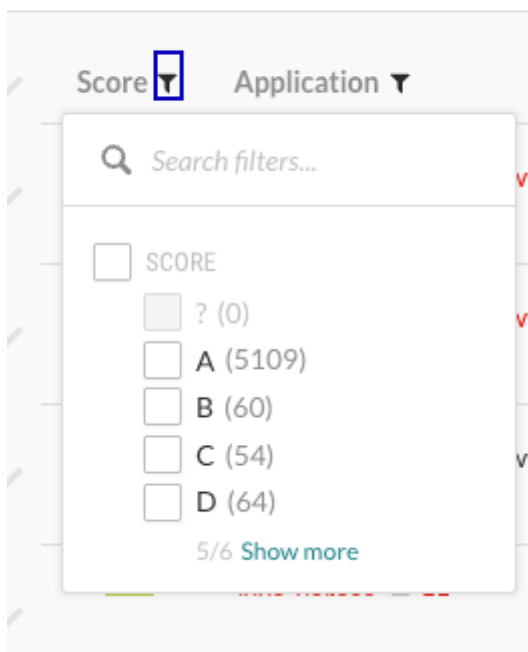 Score Application
Search filters...
SCORE
? (0)
A (5109)
B (60)
C (54)
D (64)
5/6 Show more